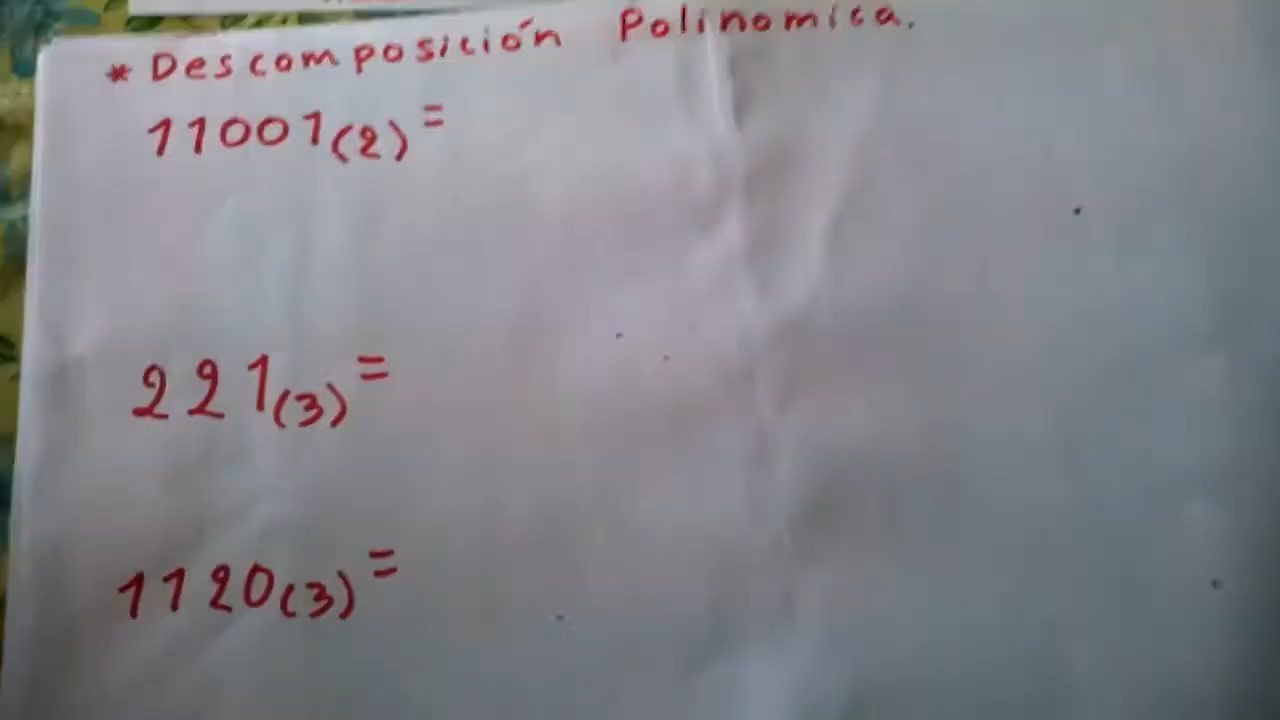 * Descomposición Polinomica.
11001(2) =
221(3) =
1120(3) =